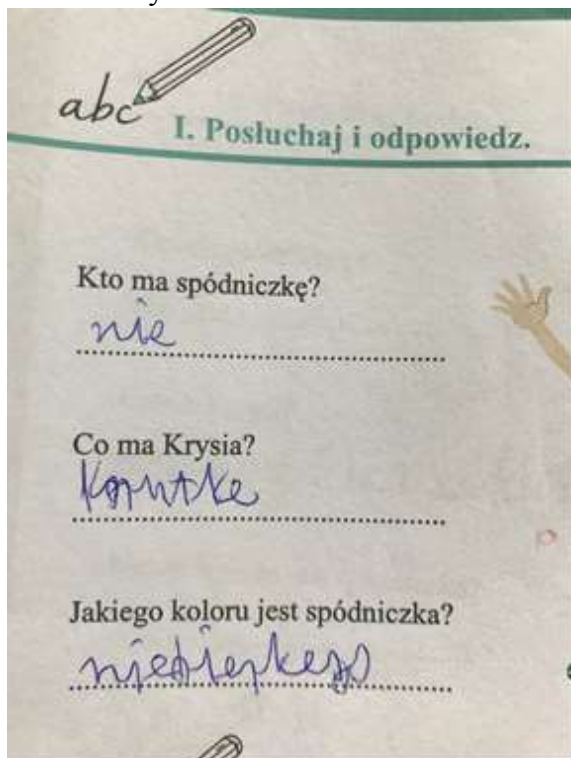 abc
I. Posłuchaj i odpowiedz.
Kto ma spódniczkę?
nie
Co ma Krysia?
Jakiego koloru jest spódniczka?